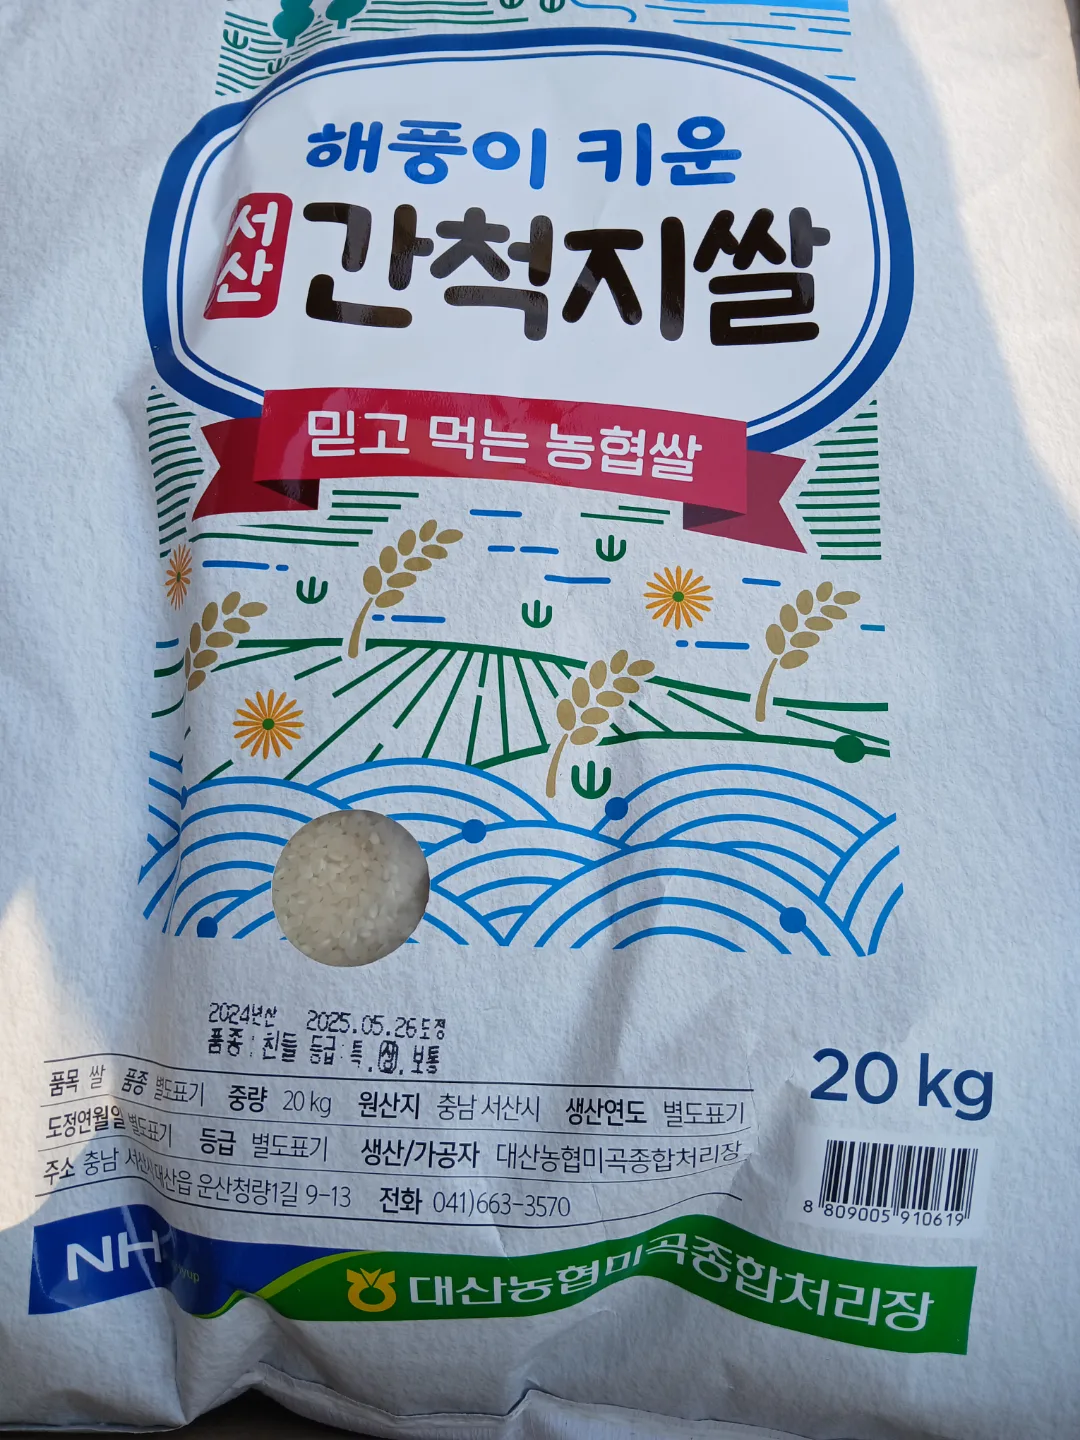 해풍이 키운
서산
간척지쌀
믿고 먹는 농협쌀
2024년산 2025.05.26도정
품종:친들 등급:특.상.보통
20 kg
품목 쌀 품종 별도표기 중량 20 kg 원산지 충남 서산시 생산연도 별도표기
도정연월일 별도표기 등급 별도표기 생산/가공자 대산농협미곡종합처리장
주소 충남 서산시 대산읍 운산청량1길 9-13 전화 041)663-3570
8 809005 910619
NH
대산농협미곡종합처리장